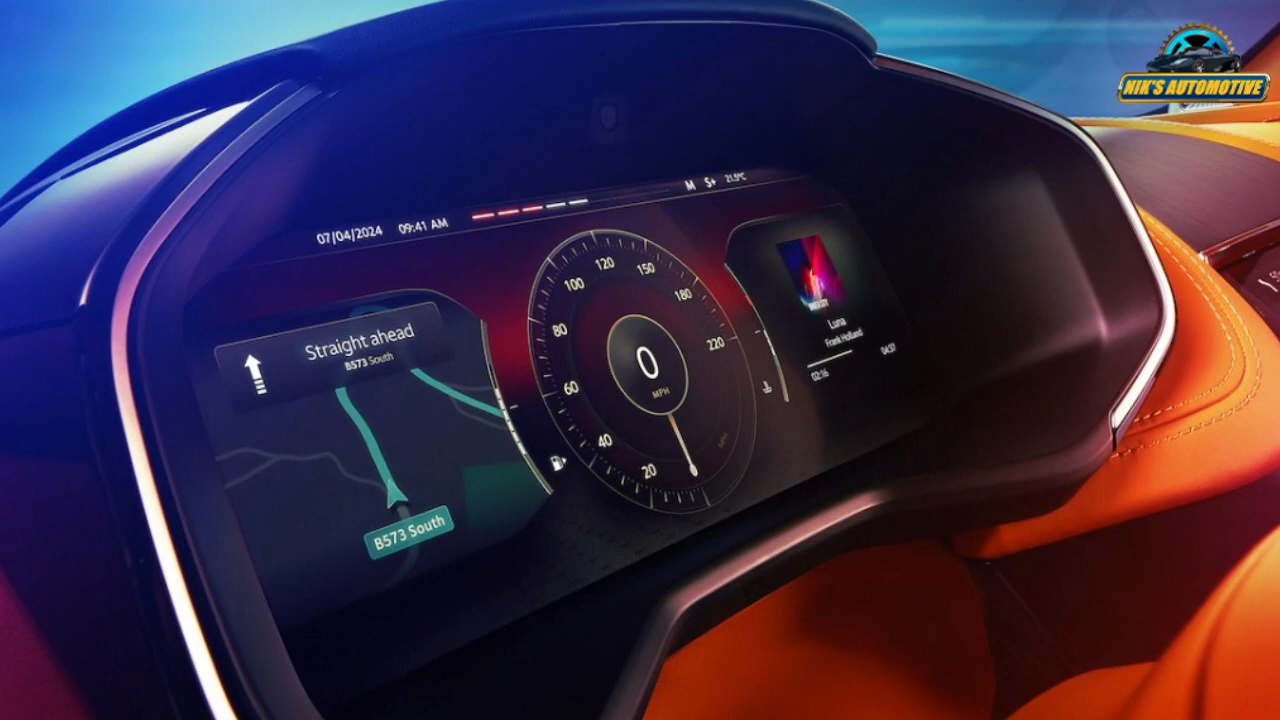 NIK'S AUTOMOTIVE
07/04/2024 09:41 AM
M S+ 21.5°C
Straight ahead
B573 South
B573 South
20
40
60
80
100
120
150
180
220
0
MPH
Luna
Frank Holland
02:16
04:37